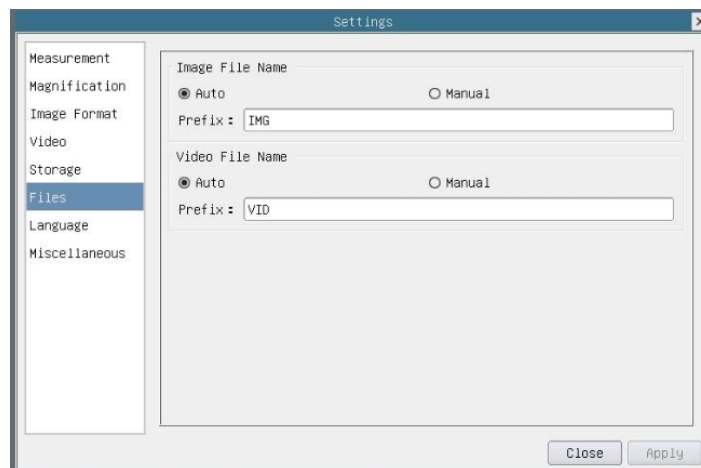 Settings
Measurement
Magnification
Image Format
Video
Storage
Files
Language
Miscellaneous
Image File Name
Auto Manual
Prefix: IMG
Video File Name
Auto Manual
Prefix: VID
Close Apply